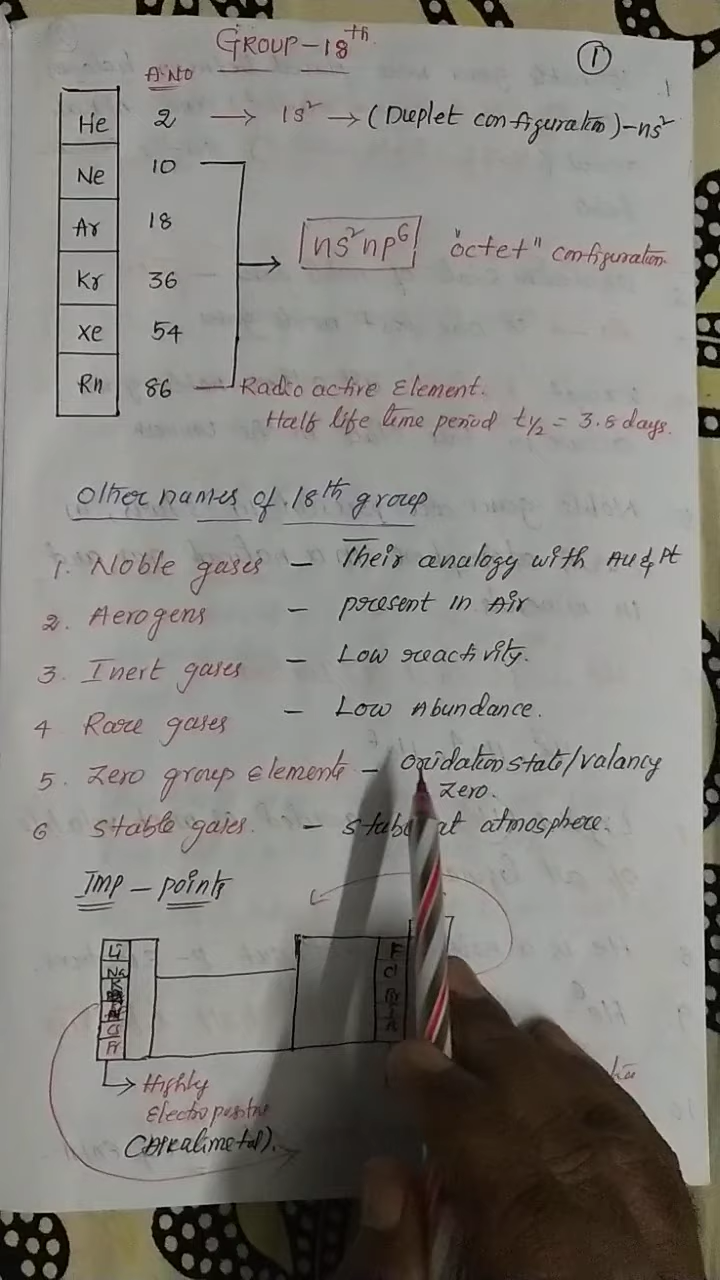 GROUP-18th
1
A.NO
He 2 → 1s² → (Duplet configuration) - ns²
Ne 10
Ar 18
ns²np⁶ "octet" configuration.
Kr 36
Xe 54
Rn 86 — Radio active Element.
Half life time period t½ = 3.8 days.
Other names of 18th group
1. Noble gases - Their analogy with Au & Pt
2. Aerogens - present in Air
3. Inert gases - Low reactivity.
4 Rare gases - Low Abundance.
5. Zero group Elements - oxidation state/valancy
zero.
6 Stable gases. - at atmosphere.
Imp - points
Li F
Na Cl
K
Fr
→ Highly
Electropositive
(Alkalimetal).